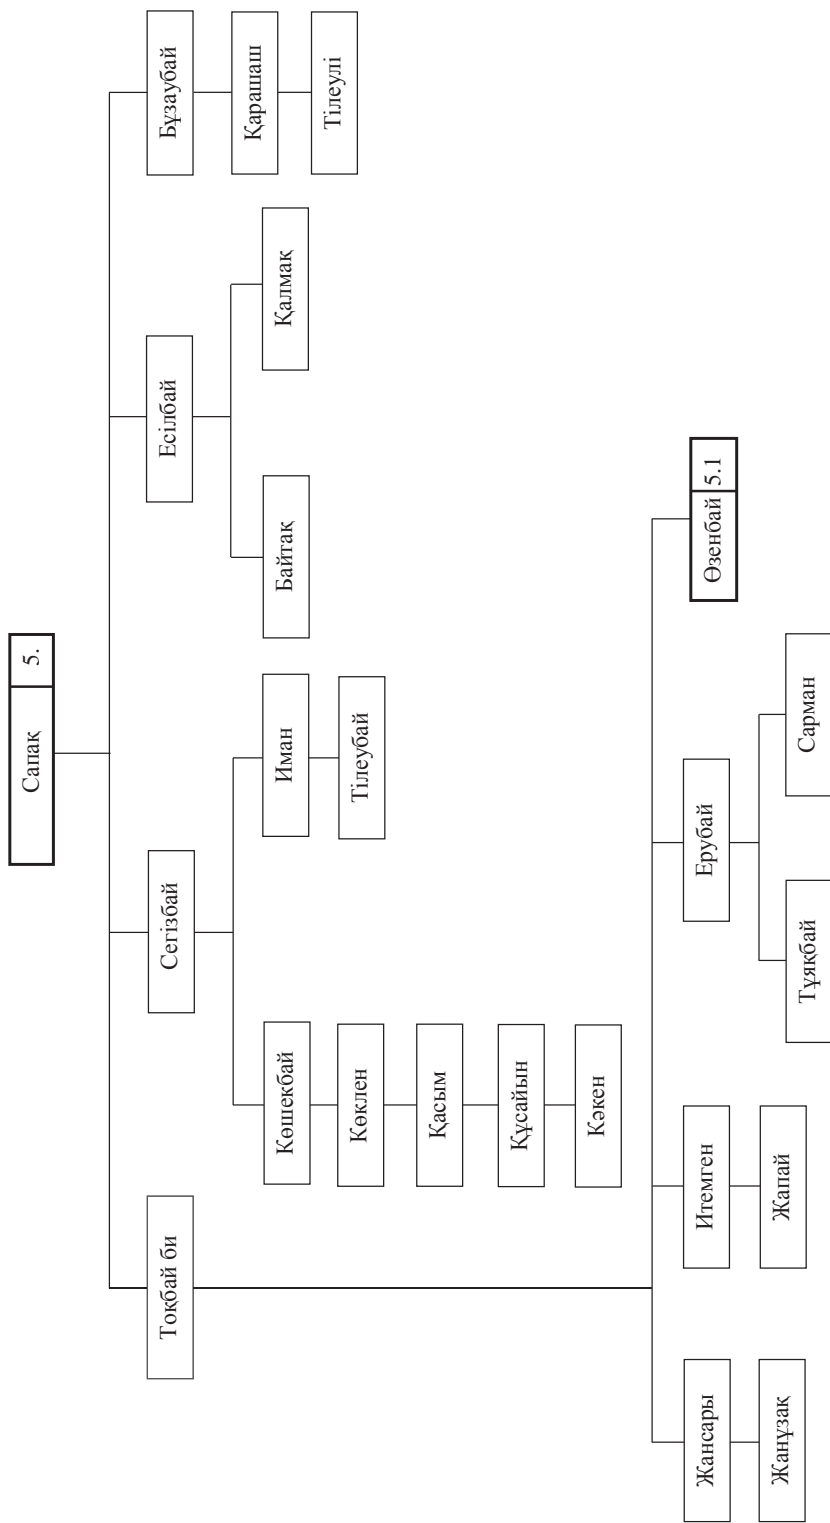 Сапақ 5.
Тоқбай би
Сегізбай
Есілбай
Бұзаубай
Көшекбай
Иман
Байтақ
Қалмақ
Қарашаш
Көклен
Тілеубай
Тілеулі
Қасым
Құсайын
Кәкен
Жансары
Итемген
Ерубай
Өзенбай 5.1
Жанұзақ
Жапай
Тұяқбай
Сарман